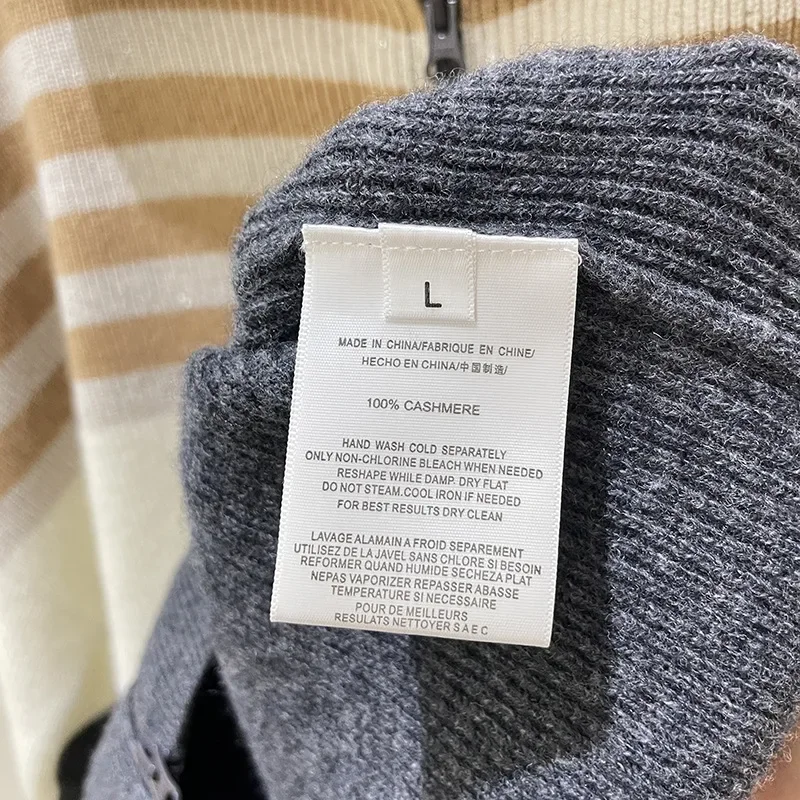 L
MADE IN CHINA/FABRIQUE EN CHINE/
HECHO EN CHINA/中国制造/
100% CASHMERE
HAND WASH COLD SEPARATELY
ONLY NON-CHLORINE BLEACH WHEN NEEDED
RESHAPE WHILE DAMP. DRY FLAT
DO NOT STEAM.COOL IRON IF NEEDED
FOR BEST RESULTS DRY CLEAN
LAVAGE ALAMAIN A FROID SEPAREMENT
UTILISEZ DE LA JAVEL SANS CHLORE SI BESOIN
REFORMER QUAND HUMIDE SECHEZA PLAT
NEPAS VAPORIZER REPASSER ABASSE
TEMPERATURE SI NECESSAIRE
POUR DE MEILLEURS
RESULATS NETTOYER S A E C